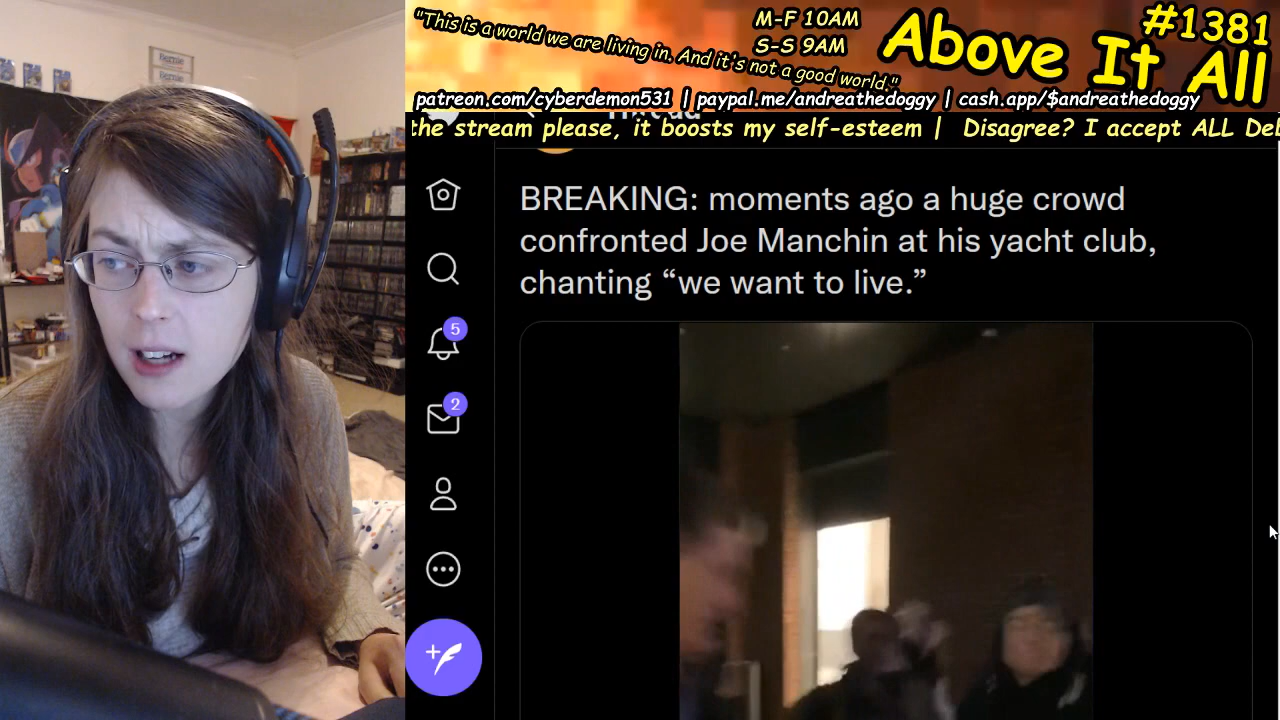 Bernie
Bernie
"This is a world we are living in. And it's not a good world."
M-F 10AM
S-S 9AM
Above It All
#1381
patreon.com/cyberdemon531 | paypal.me/andreathedoggy | cash.app/$andreathedoggy
Thread
the stream please, it boosts my self-esteem | Disagree? I accept ALL
BREAKING: moments ago a huge crowd
confronted Joe Manchin at his yacht club,
chanting “we want to live.”
5
2